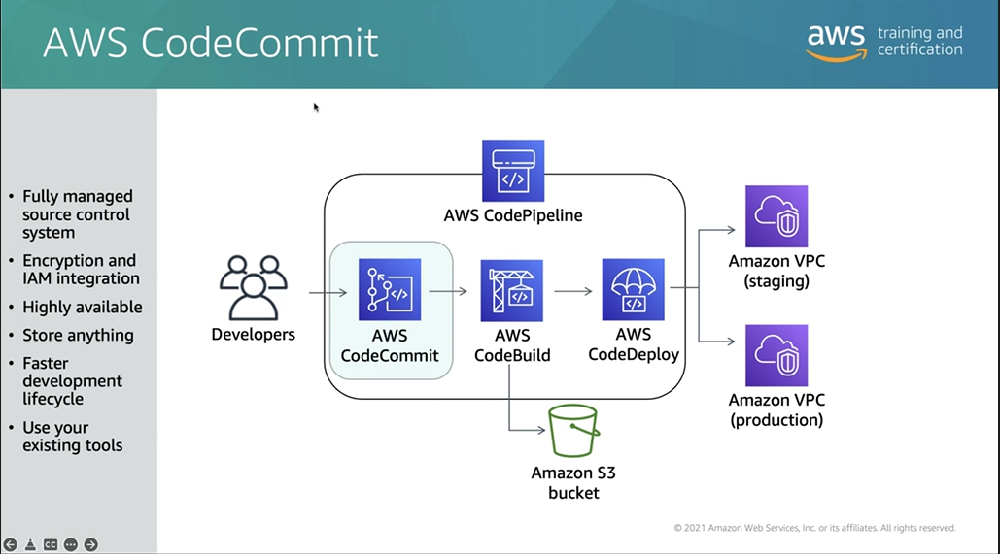 AWS CodeCommit
aws training and
certification
• Fully managed
source control
system
• Encryption and
IAM integration
• Highly available
• Store anything
• Faster
development
lifecycle
• Use your
existing tools
</>
AWS CodePipeline
Developers
</>
AWS
CodeCommit
</>
AWS
CodeBuild
</>
AWS
CodeDeploy
Amazon VPC
(staging)
Amazon VPC
(production)
Amazon S3
bucket
© 2021 Amazon Web Services, Inc. or its affiliates. All rights reserved.
CC